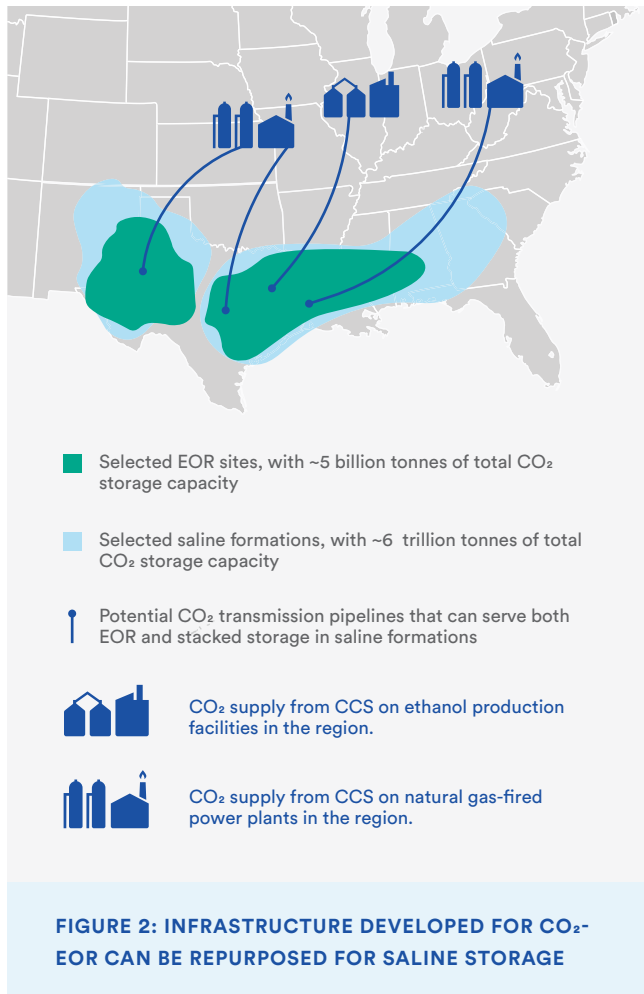 Selected EOR sites, with ~5 billion tonnes of total CO₂
storage capacity
Selected saline formations, with ~6 trillion tonnes of total
CO₂ storage capacity
Potential CO₂ transmission pipelines that can serve both
EOR and stacked storage in saline formations
CO₂ supply from CCS on ethanol production
facilities in the region.
CO₂ supply from CCS on natural gas-fired
power plants in the region.
FIGURE 2: INFRASTRUCTURE DEVELOPED FOR CO₂-
EOR CAN BE REPURPOSED FOR SALINE STORAGE